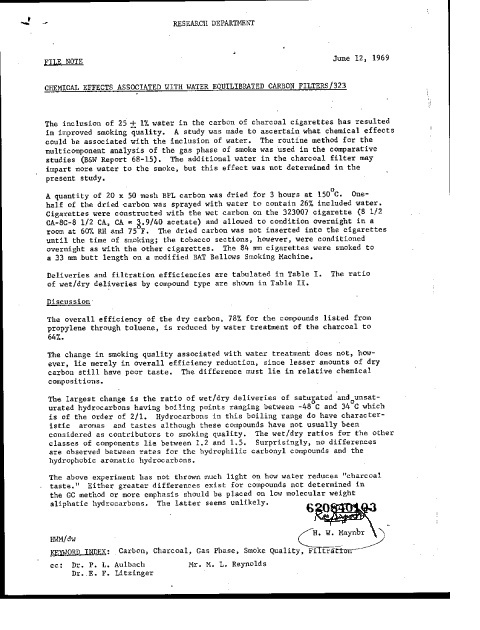 RESEARCH DEPARTMENT
June 12, 1969
FILE NOTE
CHEMICAL EFFECTS ASSOCIATED WITH WATER EQUILIBRATED CARBON FILTERS/323
The inclusion of 25 ± 1% water in the carbon of charcoal cigarettes has resulted
in improved smoking quality. A study was made to ascertain what chemical effects
could be associated with the inclusion of water. The routine method for the
multicomponent analysis of the gas phase of smoke was used in the comparative
studies (B&W Report 68-15). The additional water in the charcoal filter may
impart more water to the smoke, but this effect was not determined in the
present study.
A quantity of 20 x 50 mesh BPL carbon was dried for 3 hours at 150°C. One-
half of the dried carbon was sprayed with water to contain 26% included water.
Cigarettes were constructed with the wet carbon on the 323007 cigarette (8 1/2
CA-8C-8 1/2 CA, CA = 3.9/40 acetate) and allowed to condition overnight in a
room at 60% RH and 75°F. The dried carbon was not inserted into the cigarettes
until the time of smoking; the tobacco sections, however, were conditioned
overnight as with the other cigarettes. The 84 mm cigarettes were smoked to
a 33 mm butt length on a modified BAT Bellows Smoking Machine.
Deliveries and filtration efficiencies are tabulated in Table I. The ratio
of wet/dry deliveries by compound type are shown in Table II.
Discussion
The overall efficiency of the dry carbon, 78% for the compounds listed from
propylene through toluene, is reduced by water treatment of the charcoal to
64%.
The change in smoking quality associated with water treatment does not, how-
ever, lie merely in overall efficiency reduction, since lesser amounts of dry
carbon still have poor taste. The difference must lie in relative chemical
compositions.
The largest change is the ratio of wet/dry deliveries of saturated and unsat-
urated hydrocarbons having boiling points ranging between -48°C and 34°C which
is of the order of 2/1. Hydrocarbons in this boiling range do have character-
istic aromas and tastes although these compounds have not usually been
considered as contributors to smoking quality. The wet/dry ratios for the other
classes of components lie between 1.2 and 1.5. Surprisingly, no differences
are observed between rates for the hydrophilic carbonyl compounds and the
hydrophobic aromatic hydrocarbons.
The above experiment has not thrown much light on how water reduces "charcoal
taste." Either greater differences exist for compounds not determined in
the GC method or more emphasis should be placed on low molecular weight
aliphatic hydrocarbons. The latter seems unlikely.
620840103
H. W. Maynor
HWM/dw
KEYWORD INDEX: Carbon, Charcoal, Gas Phase, Smoke Quality, Filtration
cc: Dr. P. L. Aulbach Mr. M. L. Reynolds
Dr. E. F. Litzinger